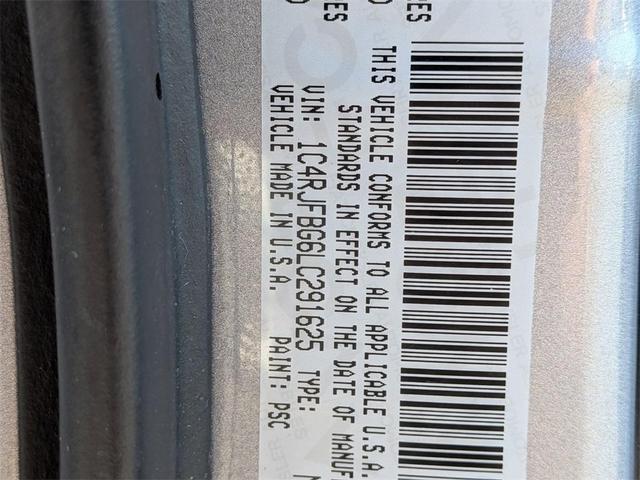 THIS VEHICLE CONFORMS TO ALL APPLICABLE U.S.A.
STANDARDS IN EFFECT ON THE DATE OF MANUF
VIN: 1C4RJFBG6LC291625 TYPE:
VEHICLE MADE IN U.S.A. PAINT: PSC